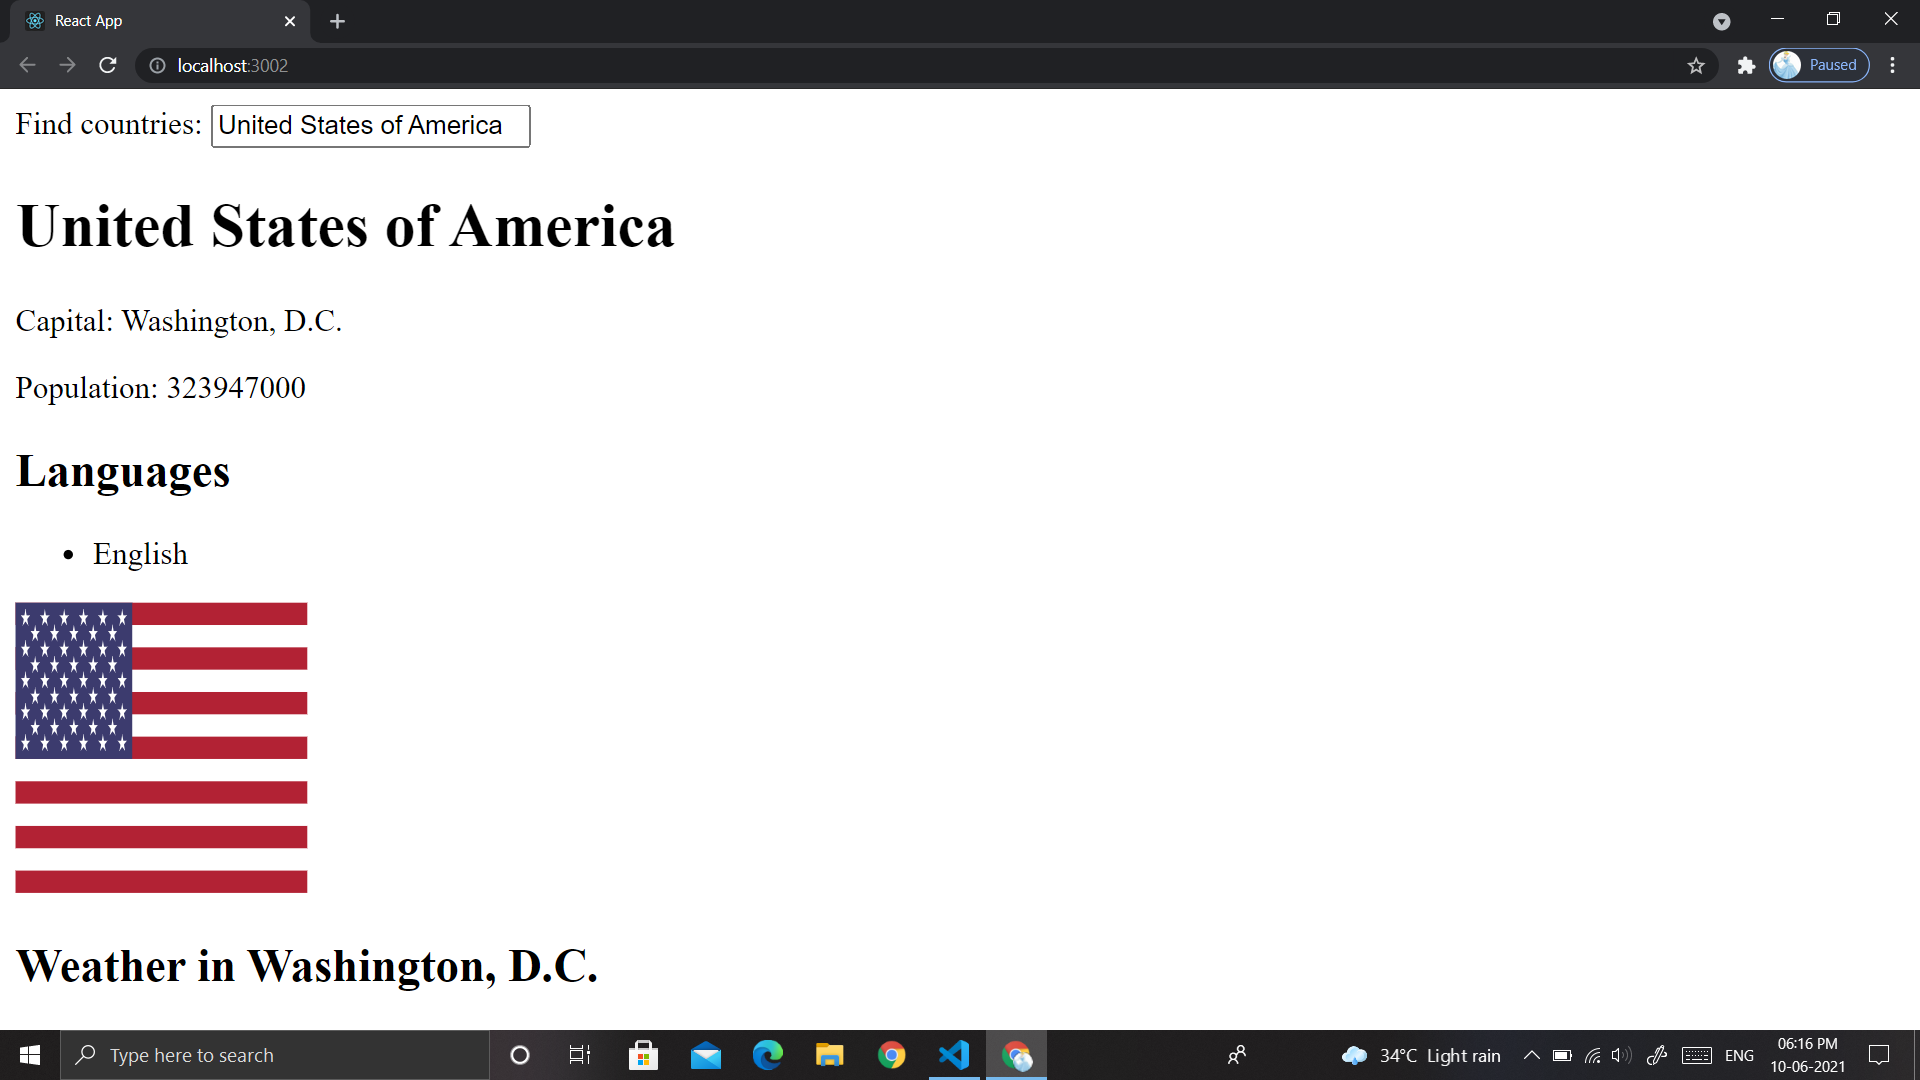 React App
localhost:3002
Paused
Find countries: United States of America
United States of America
Capital: Washington, D.C.
Population: 323947000
Languages
• English
Weather in Washington, D.C.
Type here to search
34°C Light rain
ENG
06:16 PM
10-06-2021